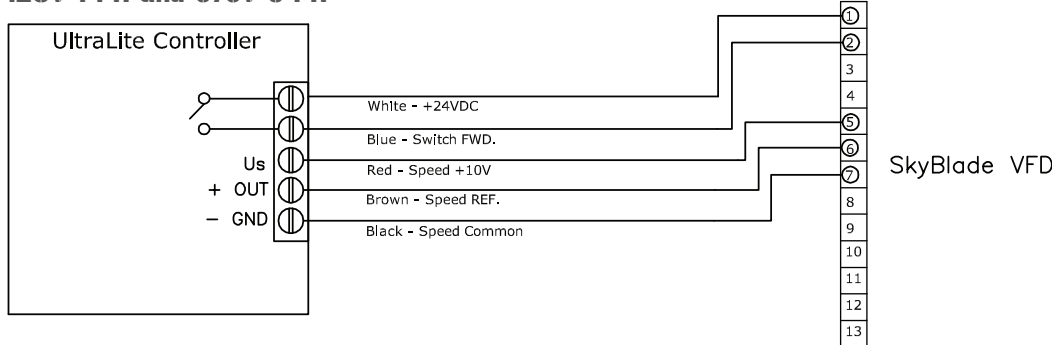 UltraLite Controller
White - +24VDC
Blue - Switch FWD.
Us
Red - Speed +10V
+ OUT
Brown - Speed REF.
- GND
Black - Speed Common
1
2
3
4
5
6
7
8
9
10
11
12
13
SkyBlade VFD